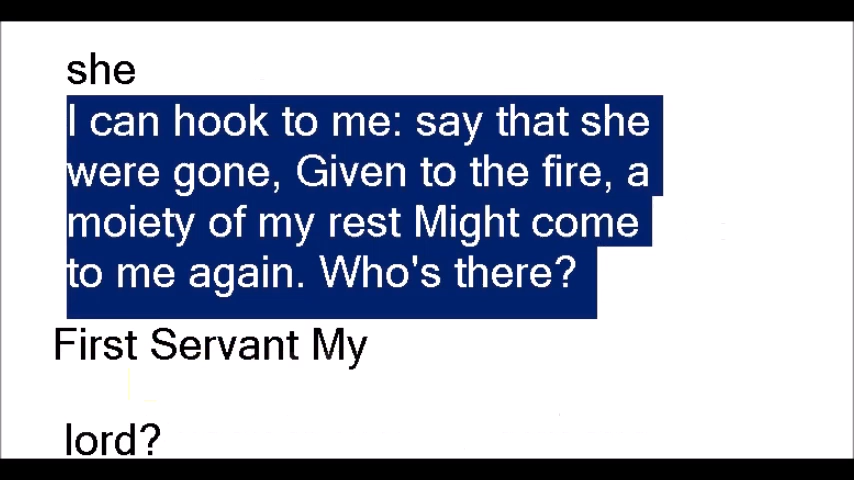 she
I can hook to me: say that she
were gone, Given to the fire, a
moiety of my rest Might come
to me again. Who's there?
First Servant My
lord?